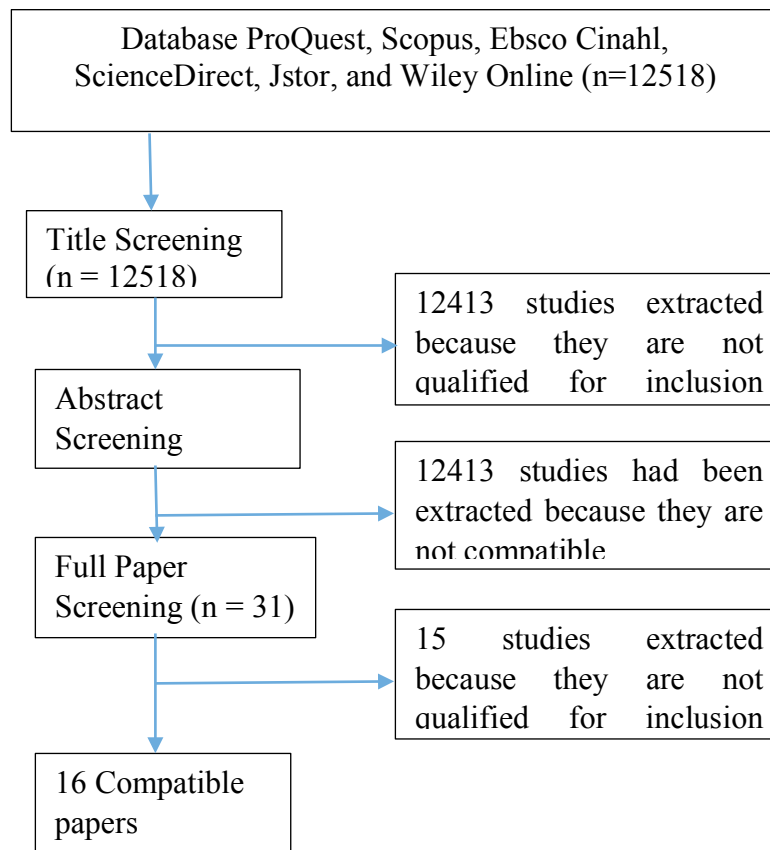 Database ProQuest, Scopus, Ebsco Cinahl,
ScienceDirect, Jstor, and Wiley Online (n=12518)
Title Screening
(n = 12518)
12413 studies extracted
because they are not
qualified for inclusion
Abstract
Screening
12413 studies had been
extracted because they are
not compatible
Full Paper
Screening (n = 31)
15 studies extracted
because they are not
qualified for inclusion
16 Compatible
papers